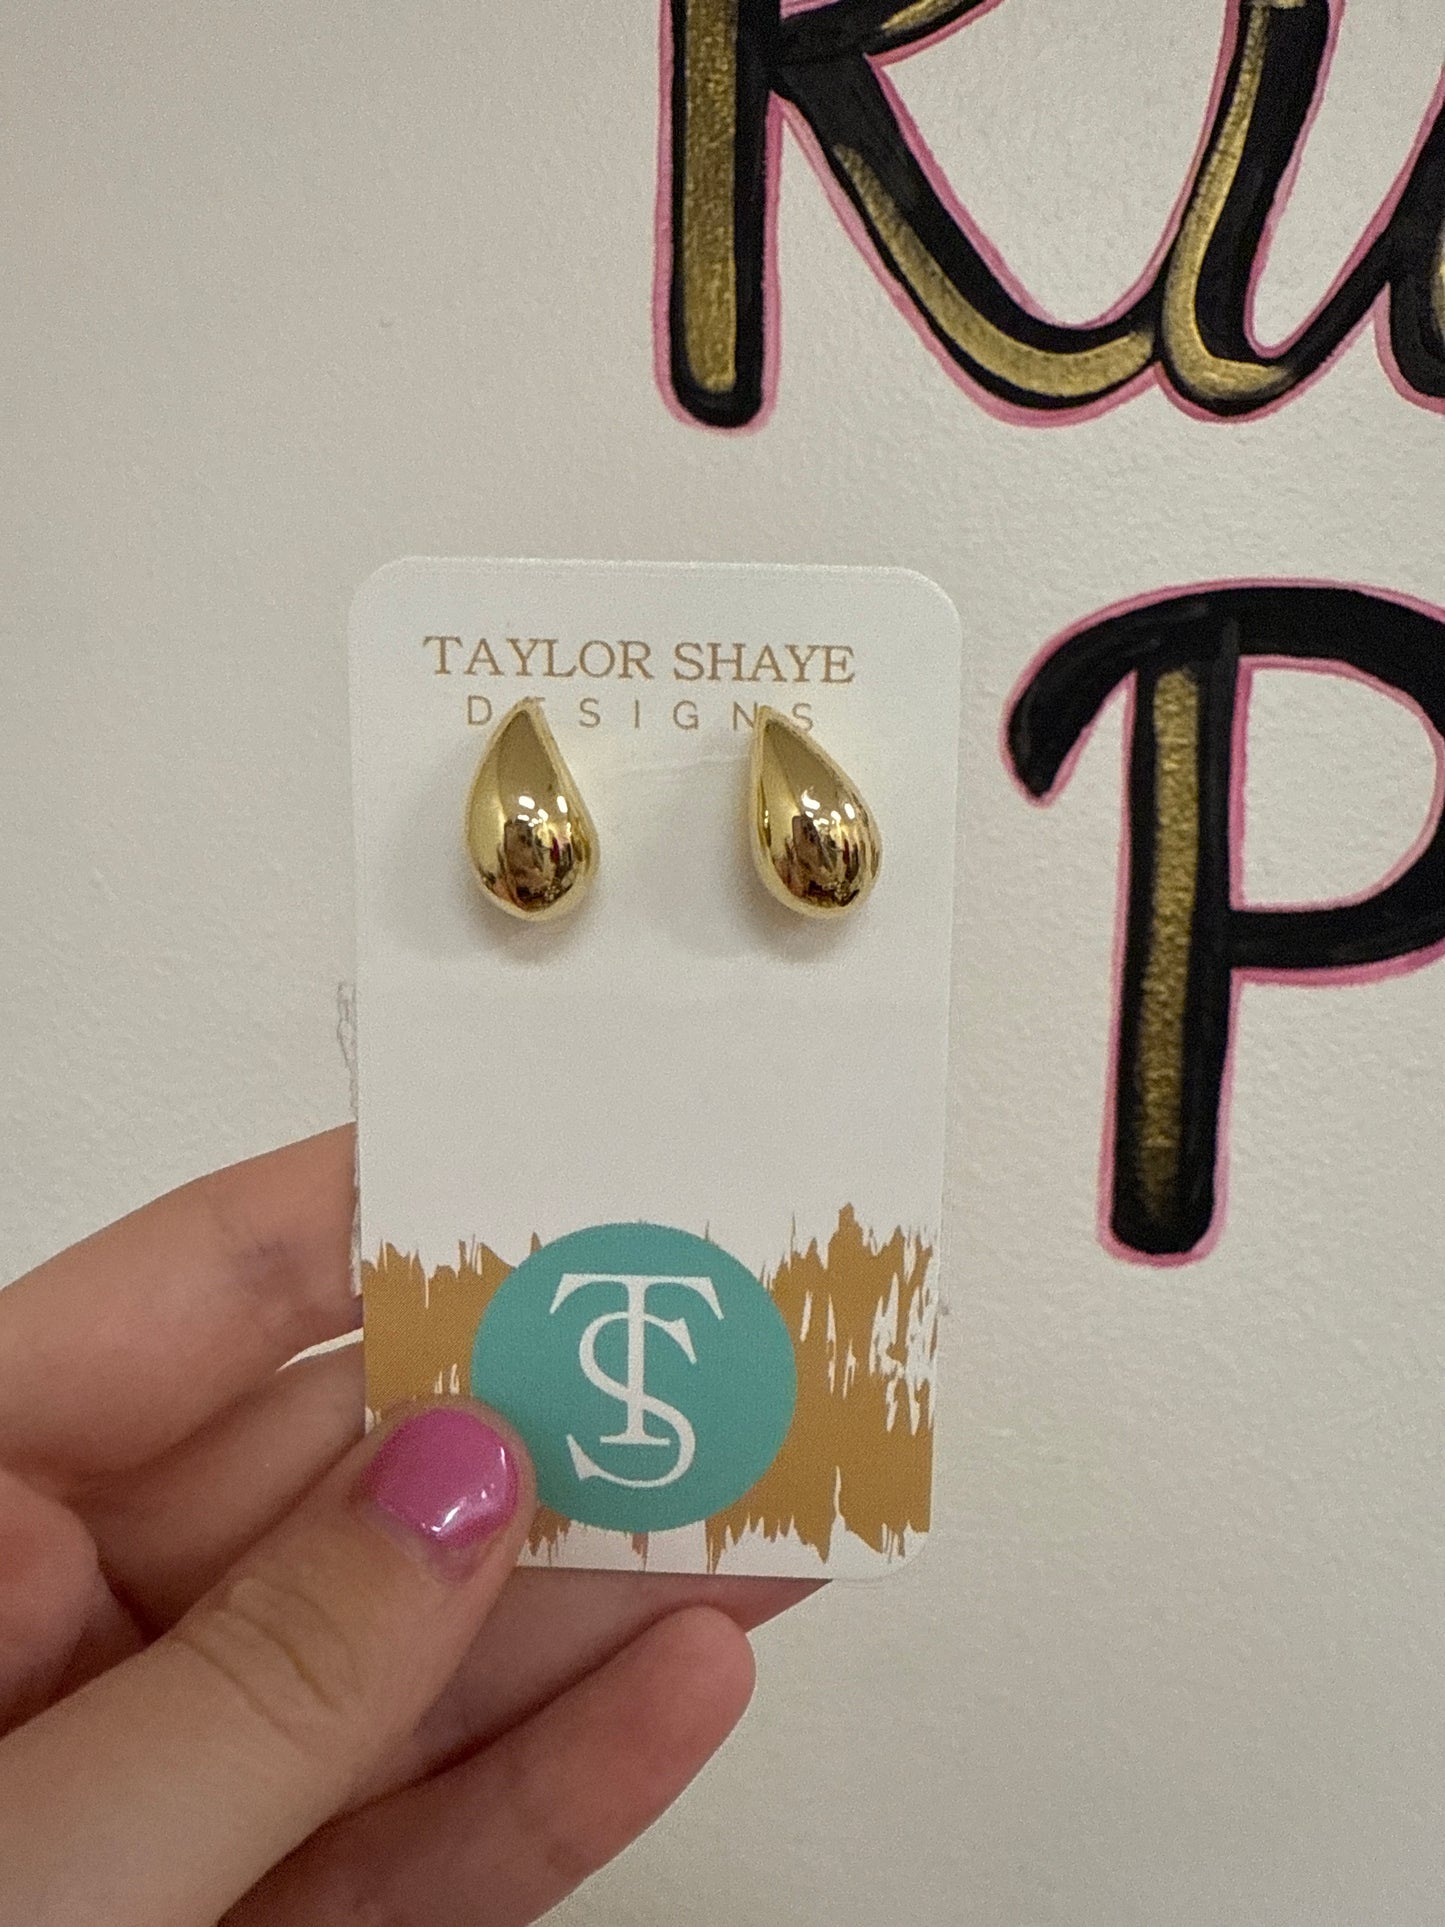 TAYLOR SHAYE
DESIGNS
TS
P